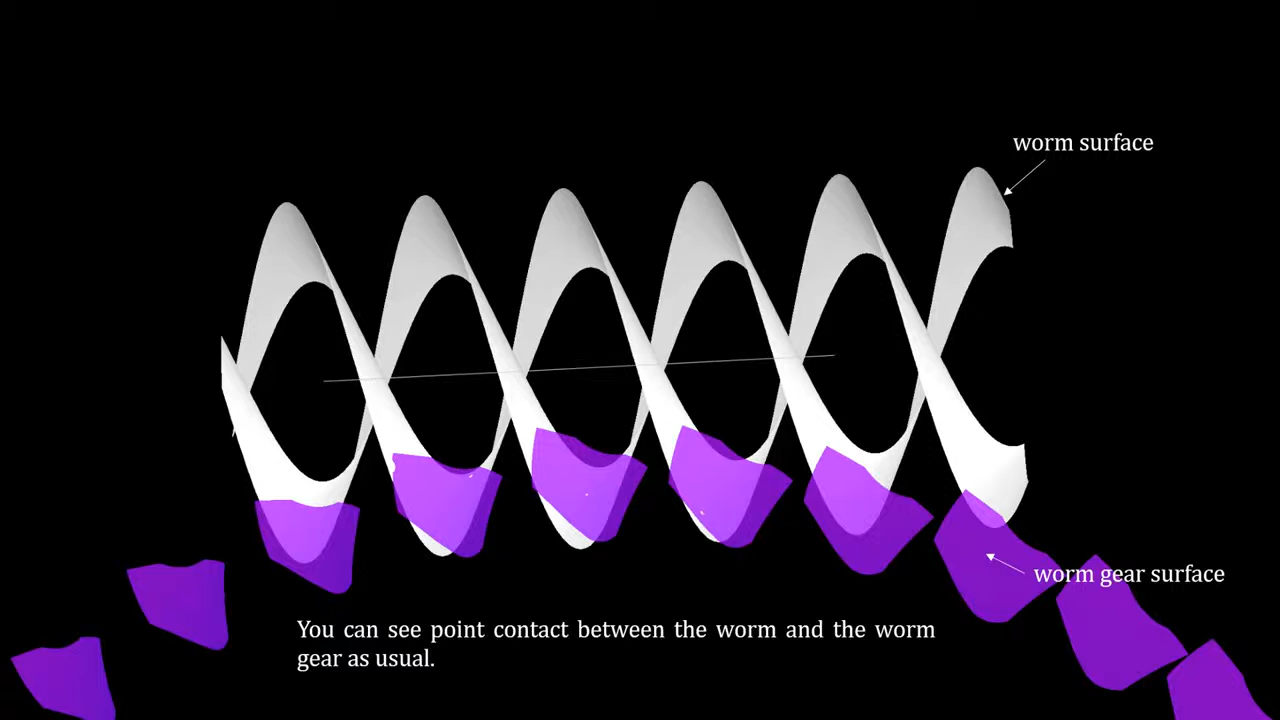 worm surface
worm gear surface
You can see point contact between the worm and the worm
gear as usual.